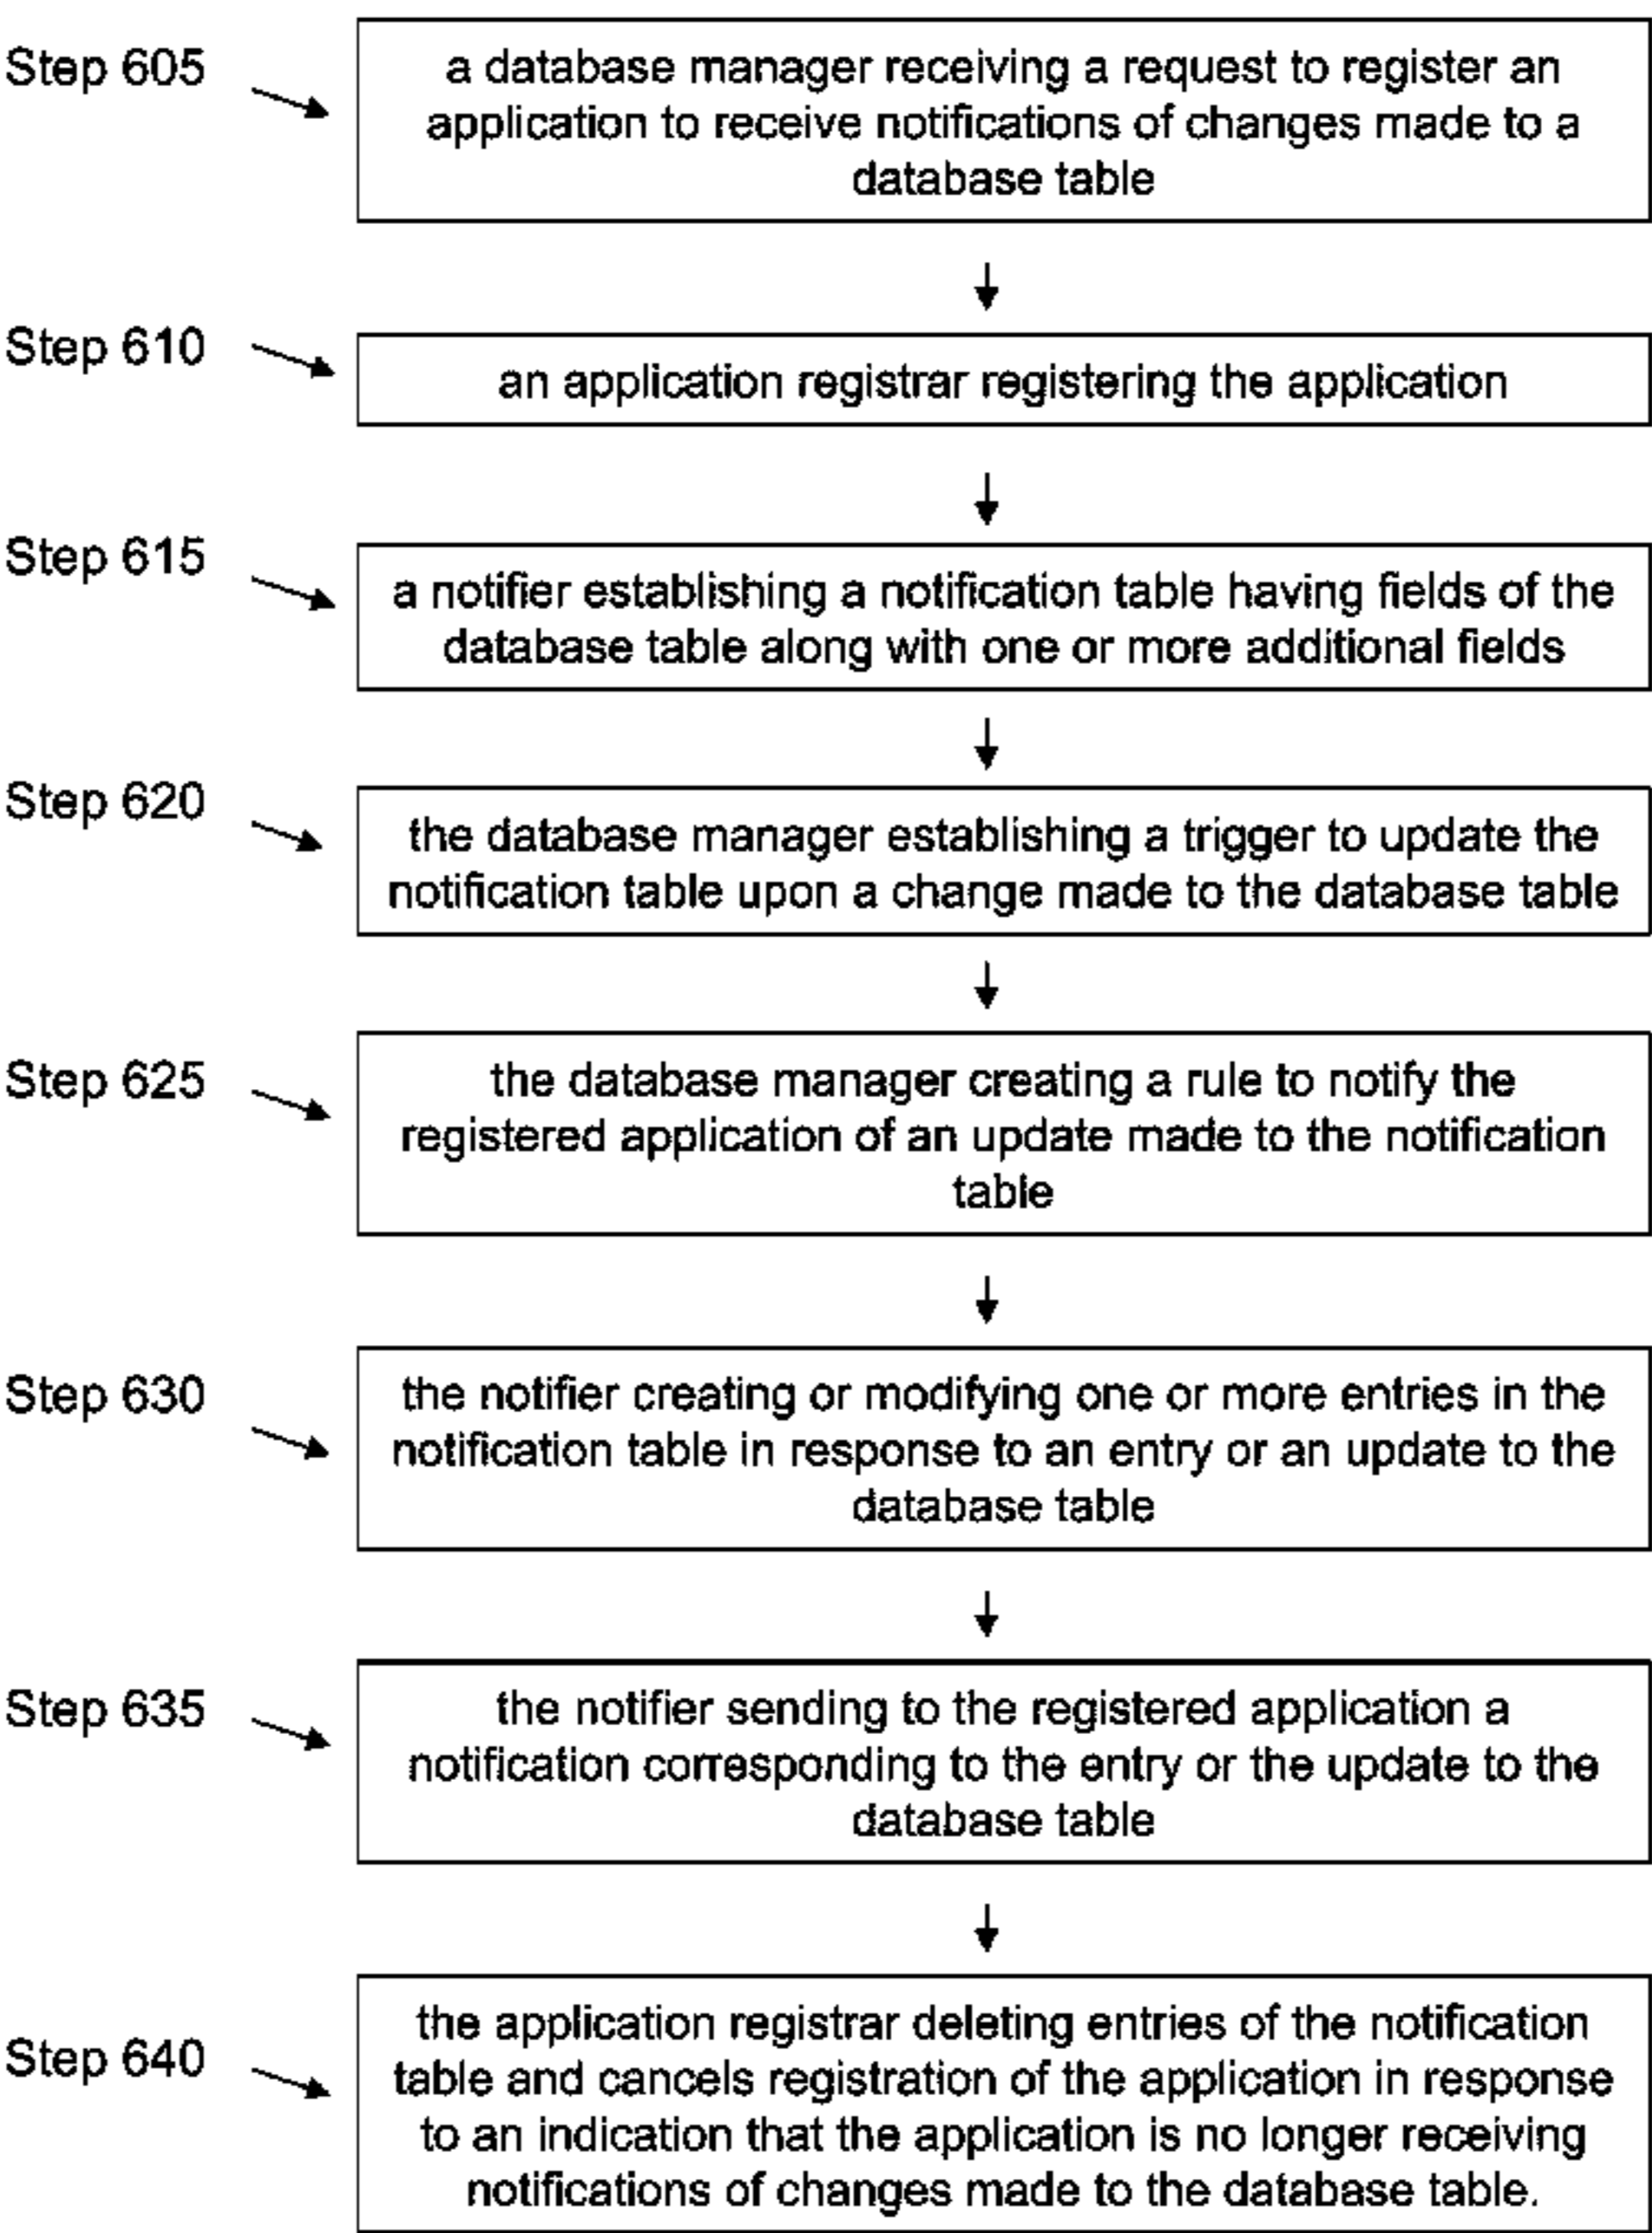 Step 605
a database manager receiving a request to register an
application to receive notifications of changes made to a
database table
Step 610
an application registrar registering the application
Step 615
a notifier establishing a notification table having fields of the
database table along with one or more additional fields
Step 620
the database manager establishing a trigger to update the
notification table upon a change made to the database table
Step 625
the database manager creating a rule to notify the
registered application of an update made to the notification
table
Step 630
the notifier creating or modifying one or more entries in the
notification table in response to an entry or an update to the
database table
Step 635
the notifier sending to the registered application a
notification corresponding to the entry or the update to the
database table
Step 640
the application registrar deleting entries of the notification
table and cancels registration of the application in response
to an indication that the application is no longer receiving
notifications of changes made to the database table.